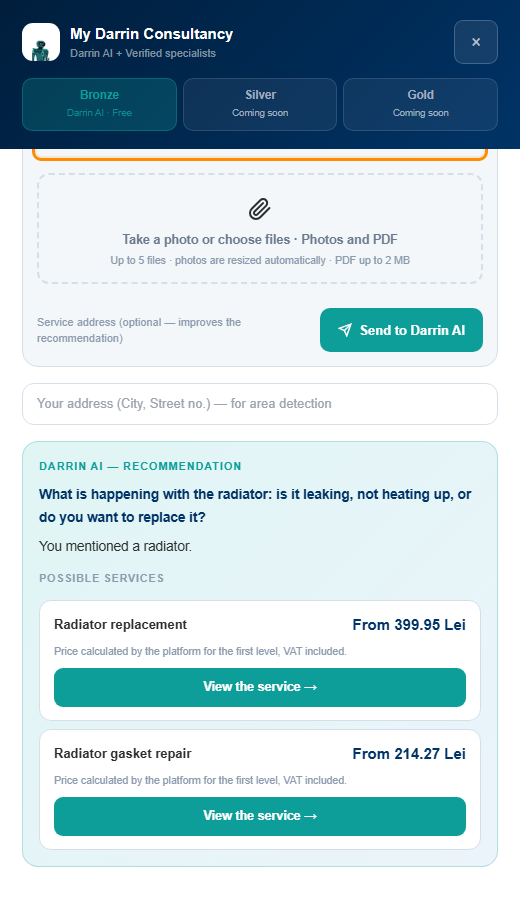 My Darrin Consultancy
Darrin AI + Verified specialists
×
Bronze
Darrin AI · Free
Silver
Coming soon
Gold
Coming soon
Take a photo or choose files · Photos and PDF
Up to 5 files · photos are resized automatically · PDF up to 2 MB
Service address (optional — improves the
recommendation)
Send to Darrin AI
Your address (City, Street no.) — for area detection
DARRIN AI — RECOMMENDATION
What is happening with the radiator: is it leaking, not heating up, or
do you want to replace it?
You mentioned a radiator.
POSSIBLE SERVICES
Radiator replacement
From 399.95 Lei
Price calculated by the platform for the first level, VAT included.
View the service →
Radiator gasket repair
From 214.27 Lei
Price calculated by the platform for the first level, VAT included.
View the service →